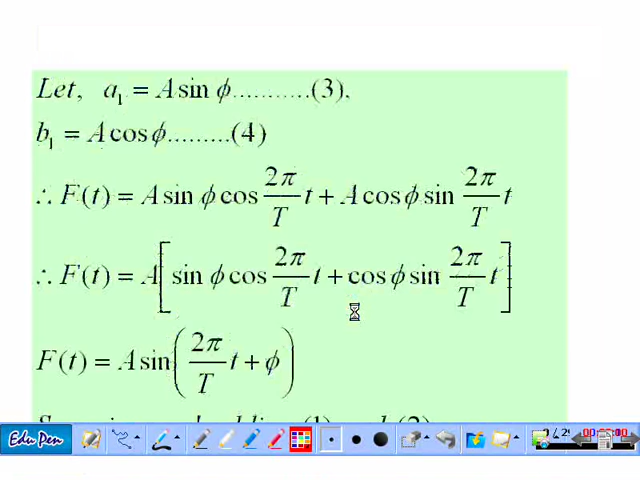 Let, a₁ = A sin ϕ...........(3),
b₁ = A cos ϕ.........(4)
∴ F(t) = A sin ϕ cos 2π/T t + A cos ϕ sin 2π/T t
∴ F(t) = A[sin ϕ cos 2π/T t + cos ϕ sin 2π/T t]
F(t) = A sin(2π/T t + ϕ)
Edu Pen